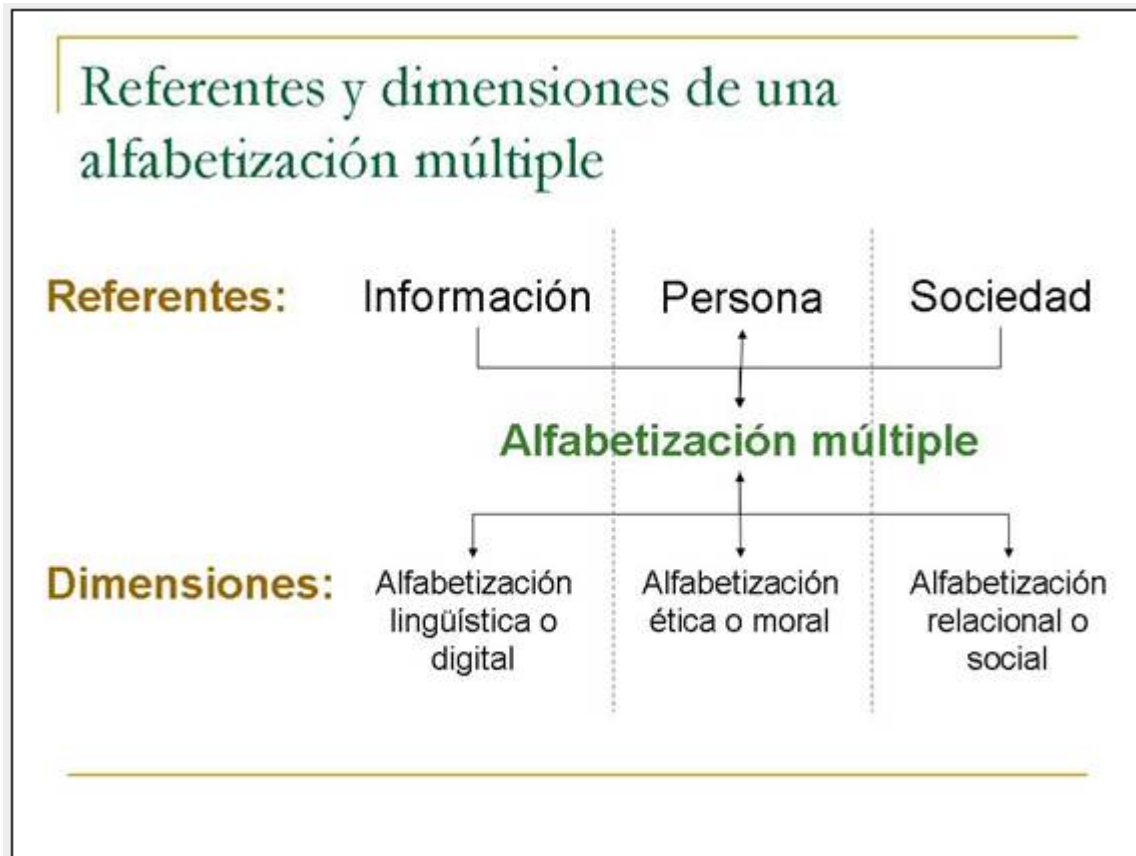 Referentes y dimensiones de una
alfabetización múltiple
Referentes: Información Persona Sociedad
Alfabetización múltiple
Dimensiones: Alfabetización lingüística o digital Alfabetización ética o moral Alfabetización relacional o social